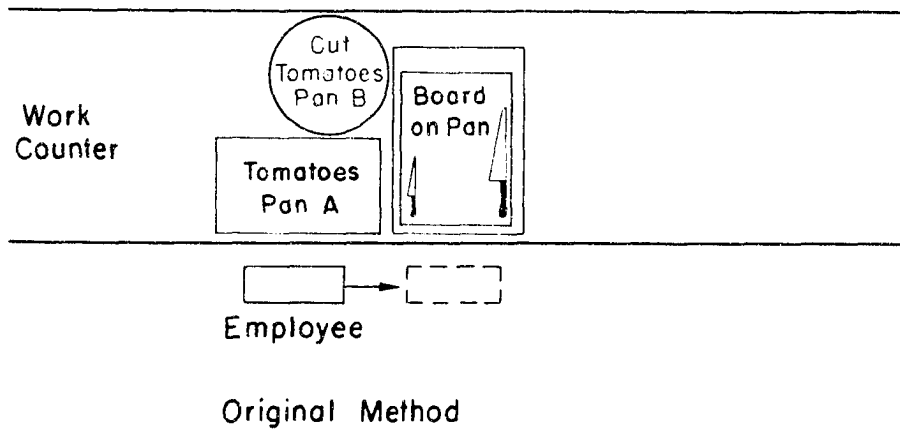 Work
Counter
Cut
Tomatoes
Pan B
Tomatoes
Pan A
Board
on Pan
Employee
Original Method